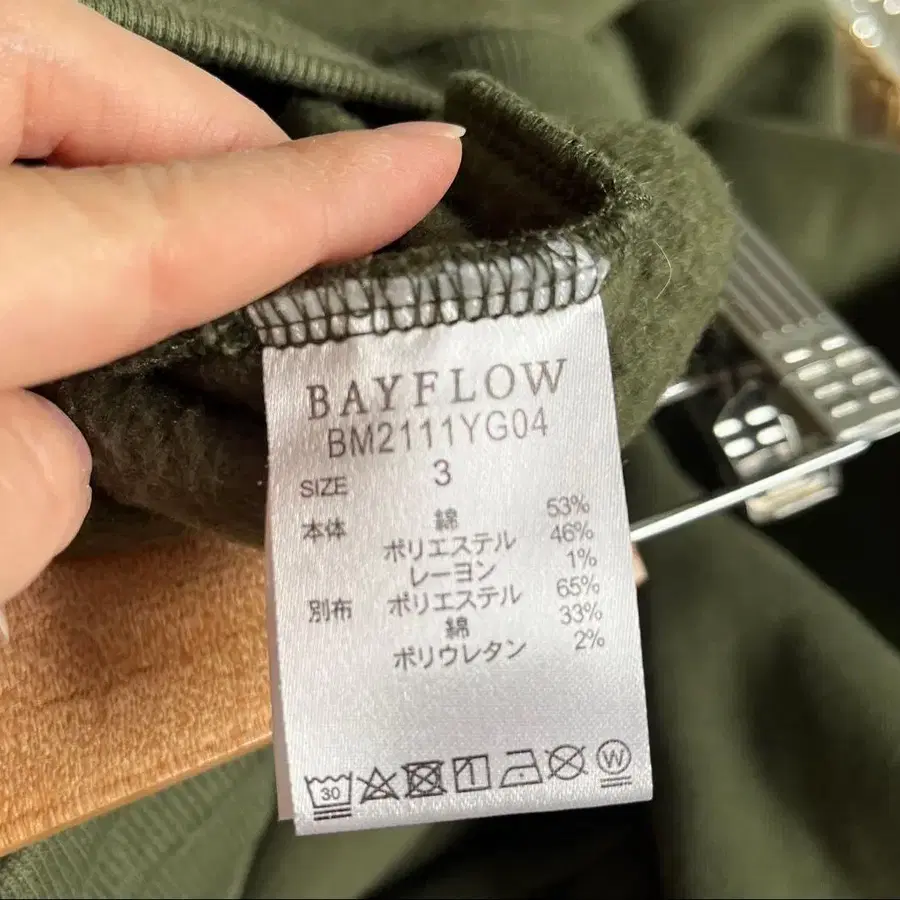 BAYFLOW
BM2111YG04
SIZE 3
本体 綿 53%
ポリエステル 46%
レーヨン 1%
別布 ポリエステル 65%
綿 33%
ポリウレタン 2%
30 W